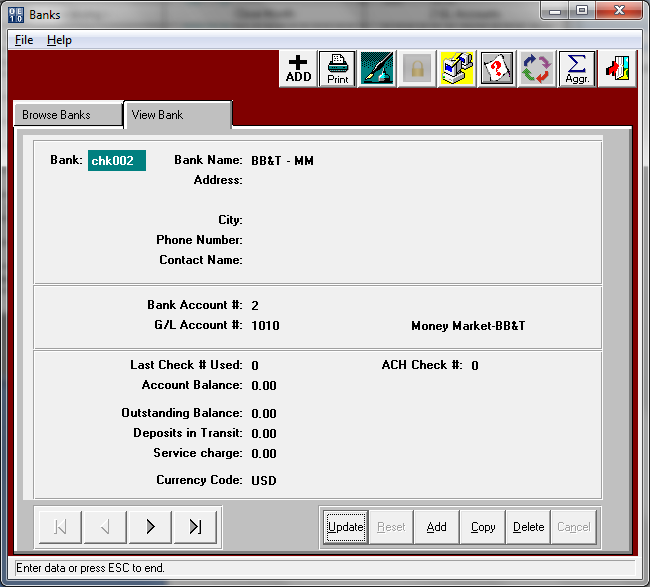 Banks
File Help
ADD Print Aggr.
Browse Banks View Bank
Bank: chk002 Bank Name: BB&T - MM
Address:
City:
Phone Number:
Contact Name:
Bank Account #: 2
G/L Account #: 1010 Money Market-BB&T
Last Check # Used: 0 ACH Check #: 0
Account Balance: 0.00
Outstanding Balance: 0.00
Deposits in Transit: 0.00
Service charge: 0.00
Currency Code: USD
Update Reset Add Copy Delete Cancel
Enter data or press ESC to end.